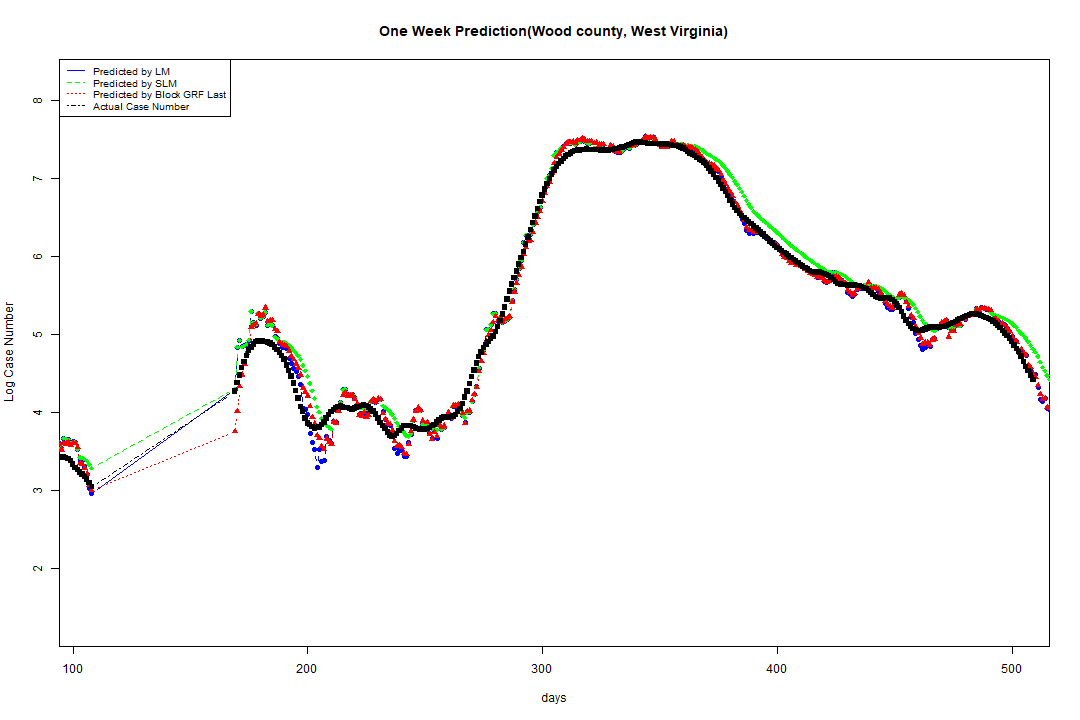 One Week Prediction(Wood county, West Virginia)
Predicted by LM
Predicted by SLM
Predicted by Block GRF Last
Actual Case Number
8
7
6
5
4
3
2
Log Case Number
100 200 300 400 500
days